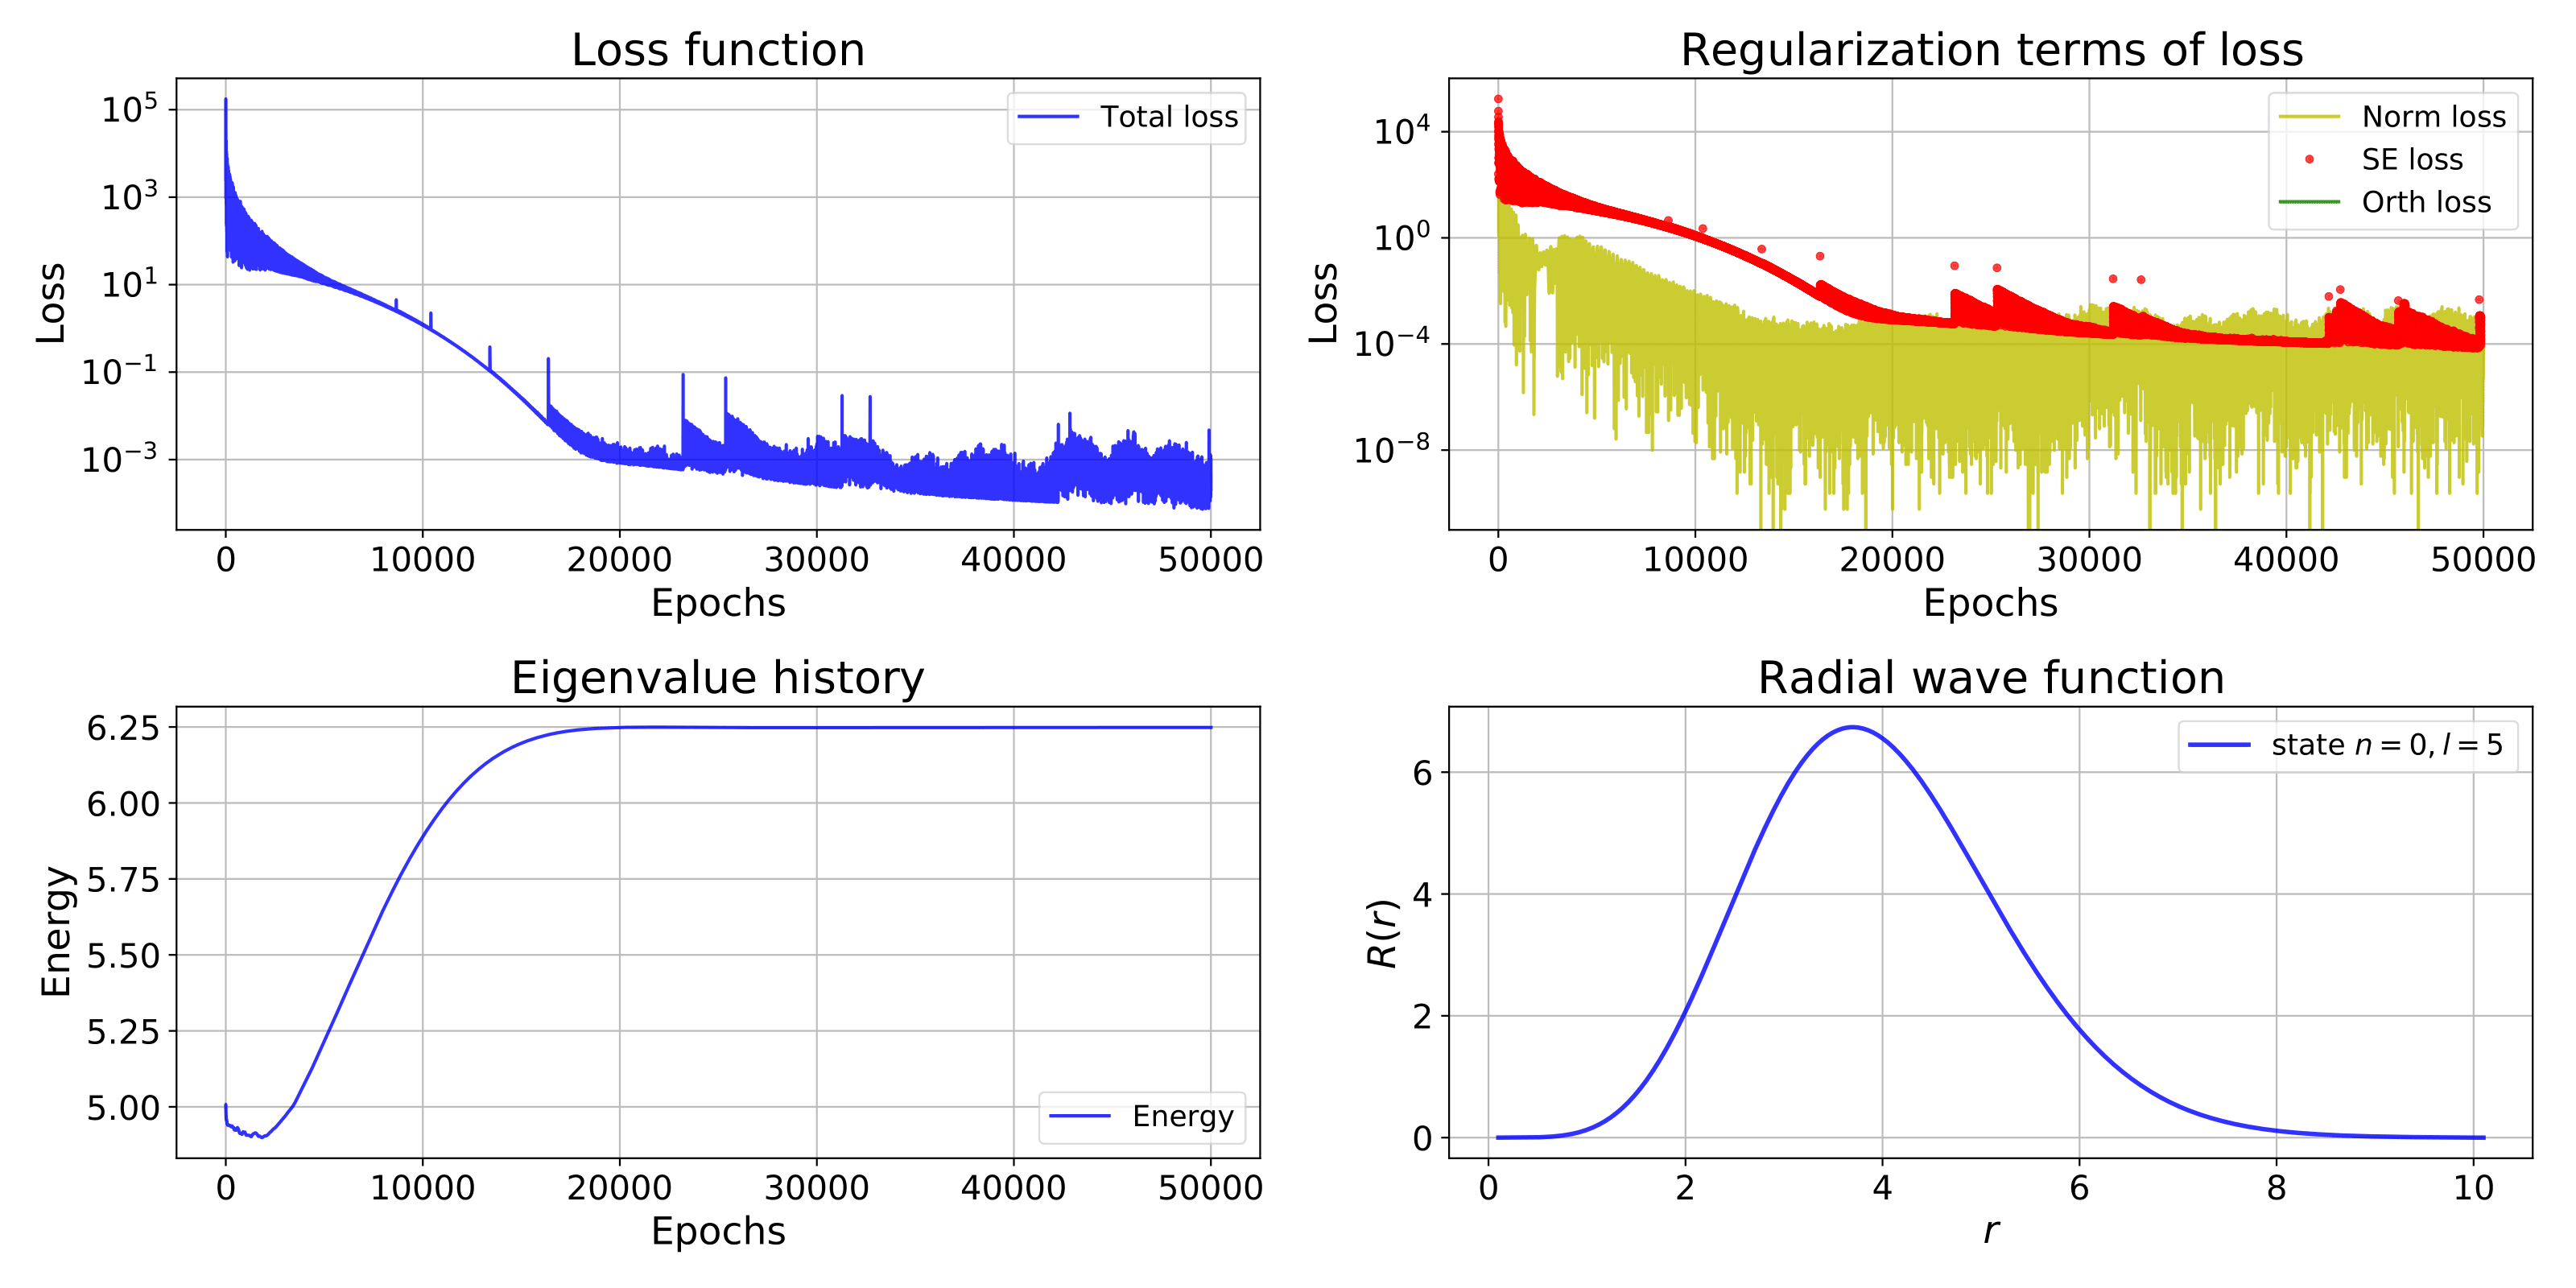 Loss function
Loss
10^5
10^3
10^1
10^-1
10^-3
Total loss
0 10000 20000 30000 40000 50000
Epochs
Regularization terms of loss
Loss
10^4
10^0
10^-4
10^-8
Norm loss
SE loss
Orth loss
0 10000 20000 30000 40000 50000
Epochs
Eigenvalue history
Energy
6.25
6.00
5.75
5.50
5.25
5.00
Energy
0 10000 20000 30000 40000 50000
Epochs
Radial wave function
R(r)
6
4
2
0
state n = 0, l = 5
0 2 4 6 8 10
r